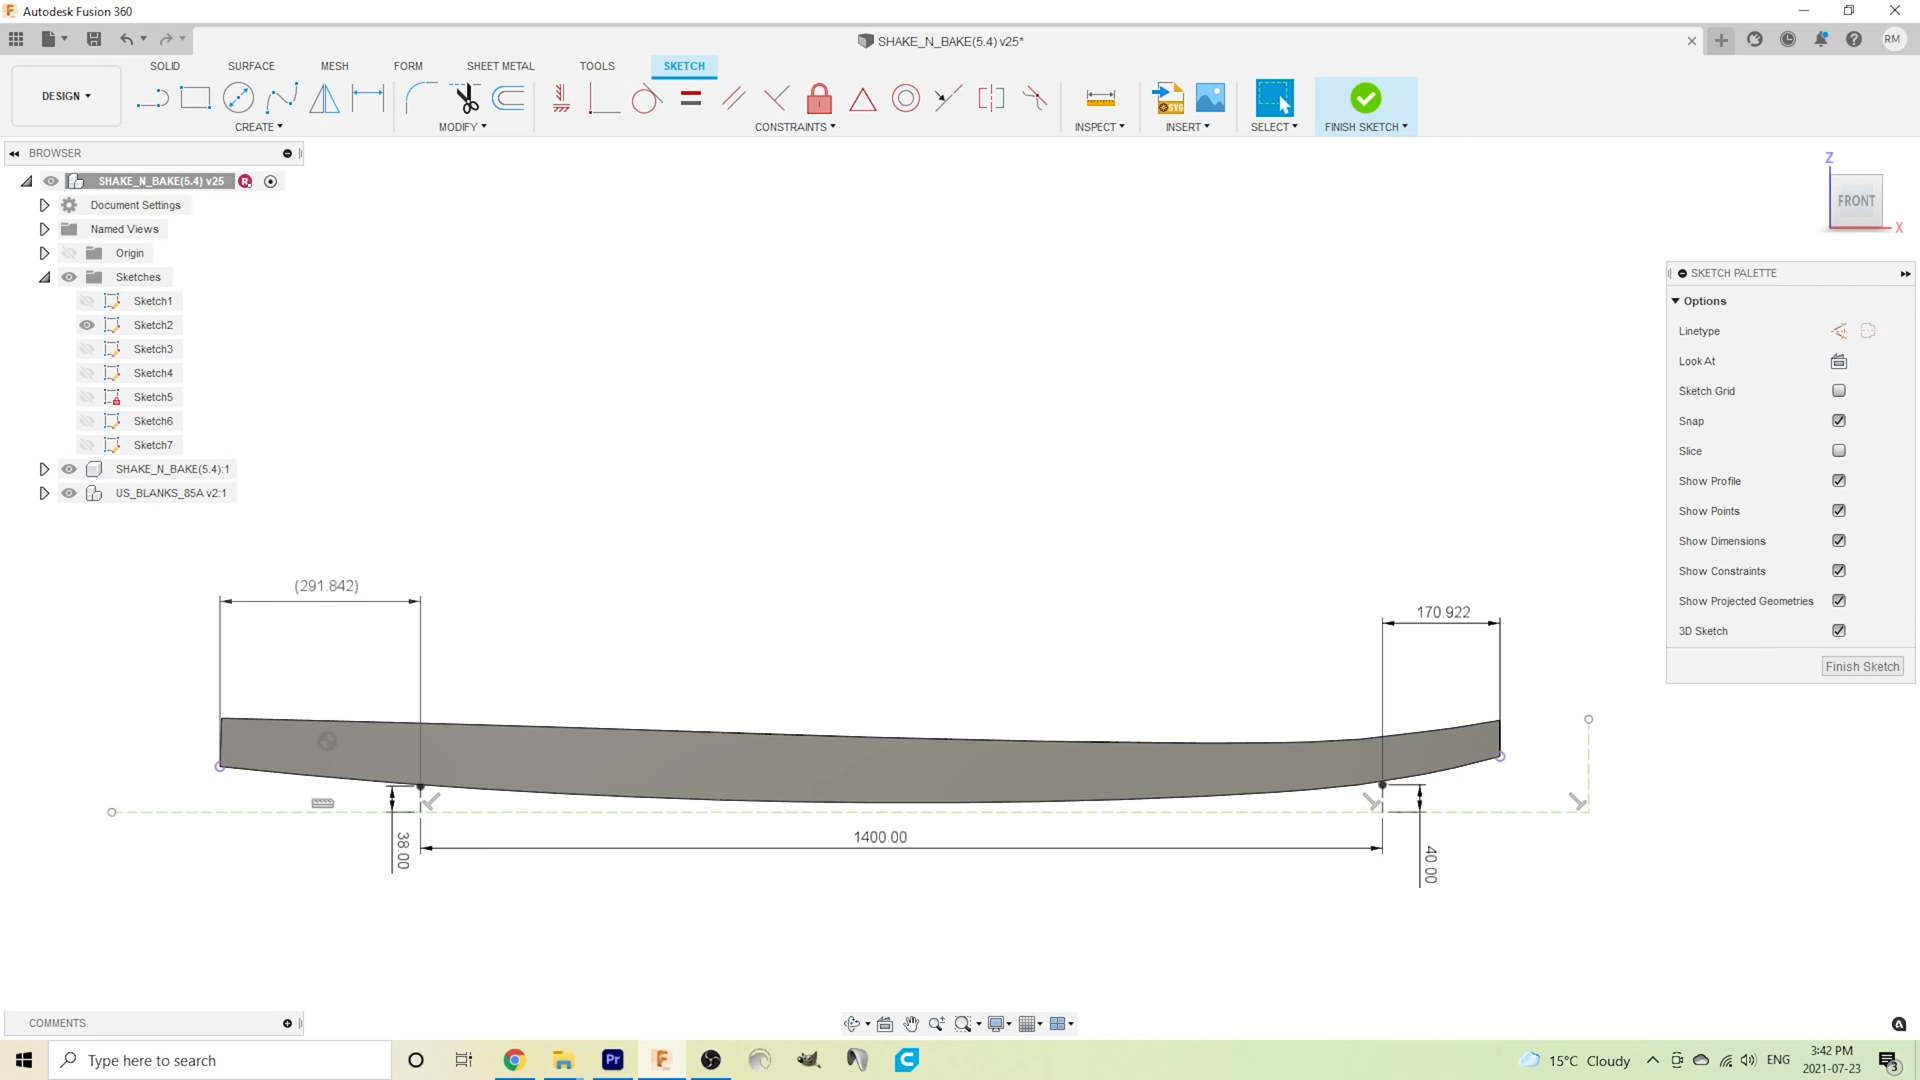 Autodesk Fusion 360
SHAKE_N_BAKE(5.4) v25*
RM
SOLID
SURFACE
MESH
FORM
SHEET METAL
TOOLS
SKETCH
DESIGN
CREATE
MODIFY
CONSTRAINTS
INSPECT
INSERT
SELECT
FINISH SKETCH
SVG
BROWSER
SHAKE_N_BAKE(5.4) v25
R
Document Settings
Named Views
Origin
Sketches
Sketch1
Sketch2
Sketch3
Sketch4
Sketch5
Sketch6
Sketch7
SHAKE_N_BAKE(5.4):1
US_BLANKS_85A v2:1
Z
FRONT
X
SKETCH PALETTE
Options
Linetype
Look At
Sketch Grid
Snap
Slice
Show Profile
Show Points
Show Dimensions
Show Constraints
Show Projected Geometries
3D Sketch
Finish Sketch
(291.842)
170.922
38.00
1400.00
40.00
COMMENTS
Type here to search
Pr
F
15°C Cloudy
ENG
3:42 PM
2021-07-23
3